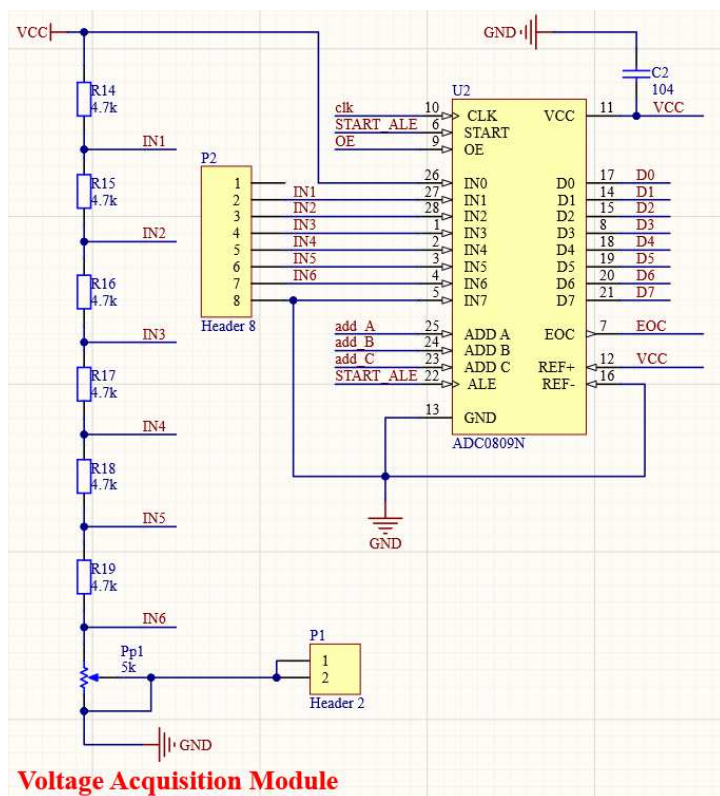 VCC
R14
4.7k
IN1
R15
4.7k
IN2
R16
4.7k
IN3
R17
4.7k
IN4
R18
4.7k
IN5
R19
4.7k
IN6
Pp1
5k
GND
P1
1
2
Header 2
P2
1
2 IN1
3 IN2
4 IN3
5 IN4
6 IN5
7 IN6
8
Header 8
GND
C2
104
VCC
U2
clk 10 CLK VCC 11
START_ALE 6 START
OE 9 OE
26 IN0 D0 17 D0
27 IN1 D1 14 D1
28 IN2 D2 15 D2
1 IN3 D3 8 D3
2 IN4 D4 18 D4
3 IN5 D5 19 D5
4 IN6 D6 20 D6
5 IN7 D7 21 D7
add_A 25 ADD A EOC 7 EOC
add_B 24 ADD B
add_C 23 ADD C REF+ 12 VCC
START_ALE 22 ALE REF- 16
13 GND
ADC0809N
GND
Voltage Acquisition Module